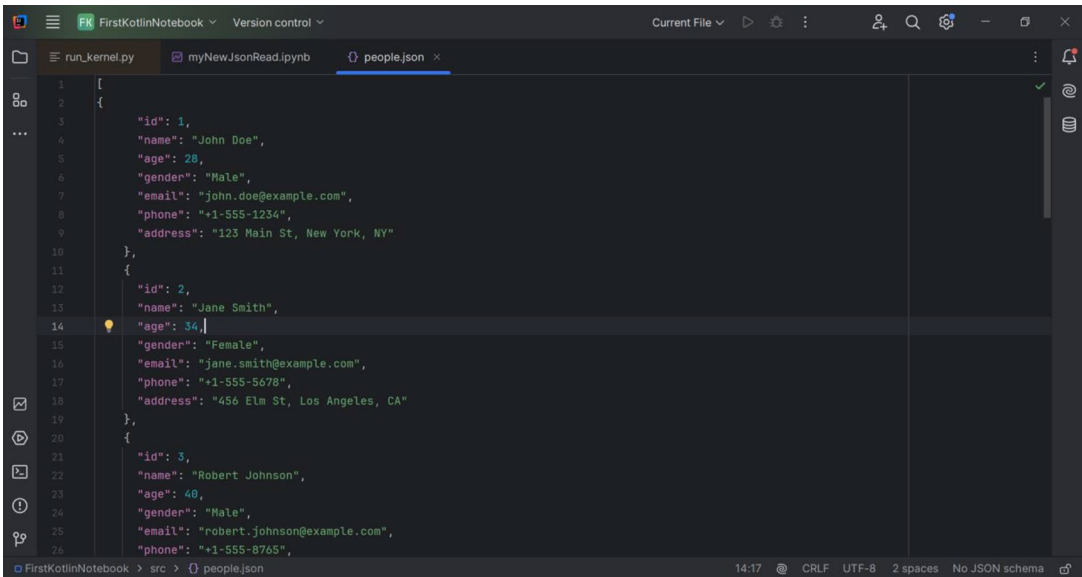 FK FirstKotlinNotebook Version control Current File
run_kernel.py myNewJsonRead.ipynb {} people.json ×
1 [
2 {
3 "id": 1,
4 "name": "John Doe",
5 "age": 28,
6 "gender": "Male",
7 "email": "john.doe@example.com",
8 "phone": "+1-555-1234",
9 "address": "123 Main St, New York, NY"
10 },
11 {
12 "id": 2,
13 "name": "Jane Smith",
14 "age": 34,
15 "gender": "Female",
16 "email": "jane.smith@example.com",
17 "phone": "+1-555-5678",
18 "address": "456 Elm St, Los Angeles, CA"
19 },
20 {
21 "id": 3,
22 "name": "Robert Johnson",
23 "age": 40,
24 "gender": "Male",
25 "email": "robert.johnson@example.com",
26 "phone": "+1-555-8765",
FirstKotlinNotebook > src > {} people.json 14:17 CRLF UTF-8 2 spaces No JSON schema